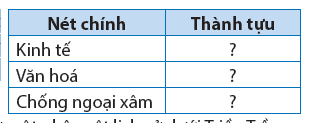 Nét chính Thành tựu
Kinh tế ?
Văn hoá ?
Chống ngoại xâm ?